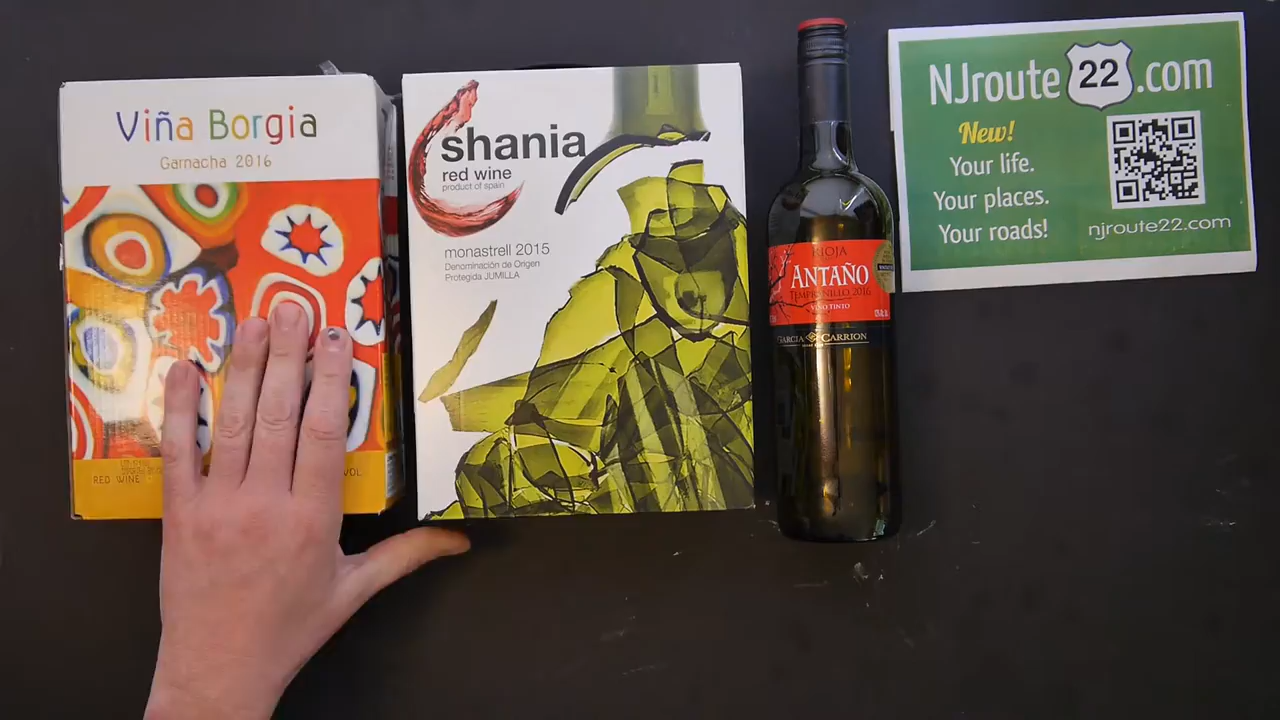 Viña Borgia
Garnacha 2016
RED WINE
VOL
shania
red wine
product of spain
monastrell 2015
Denominación de Origen
Protegida JUMILLA
RIOJA
ANTAÑO
TEMPRANILLO 2016
VINO TINTO
GARCIA CARRION
NJroute 22 .com
New!
Your life.
Your places.
Your roads!
njroute22.com